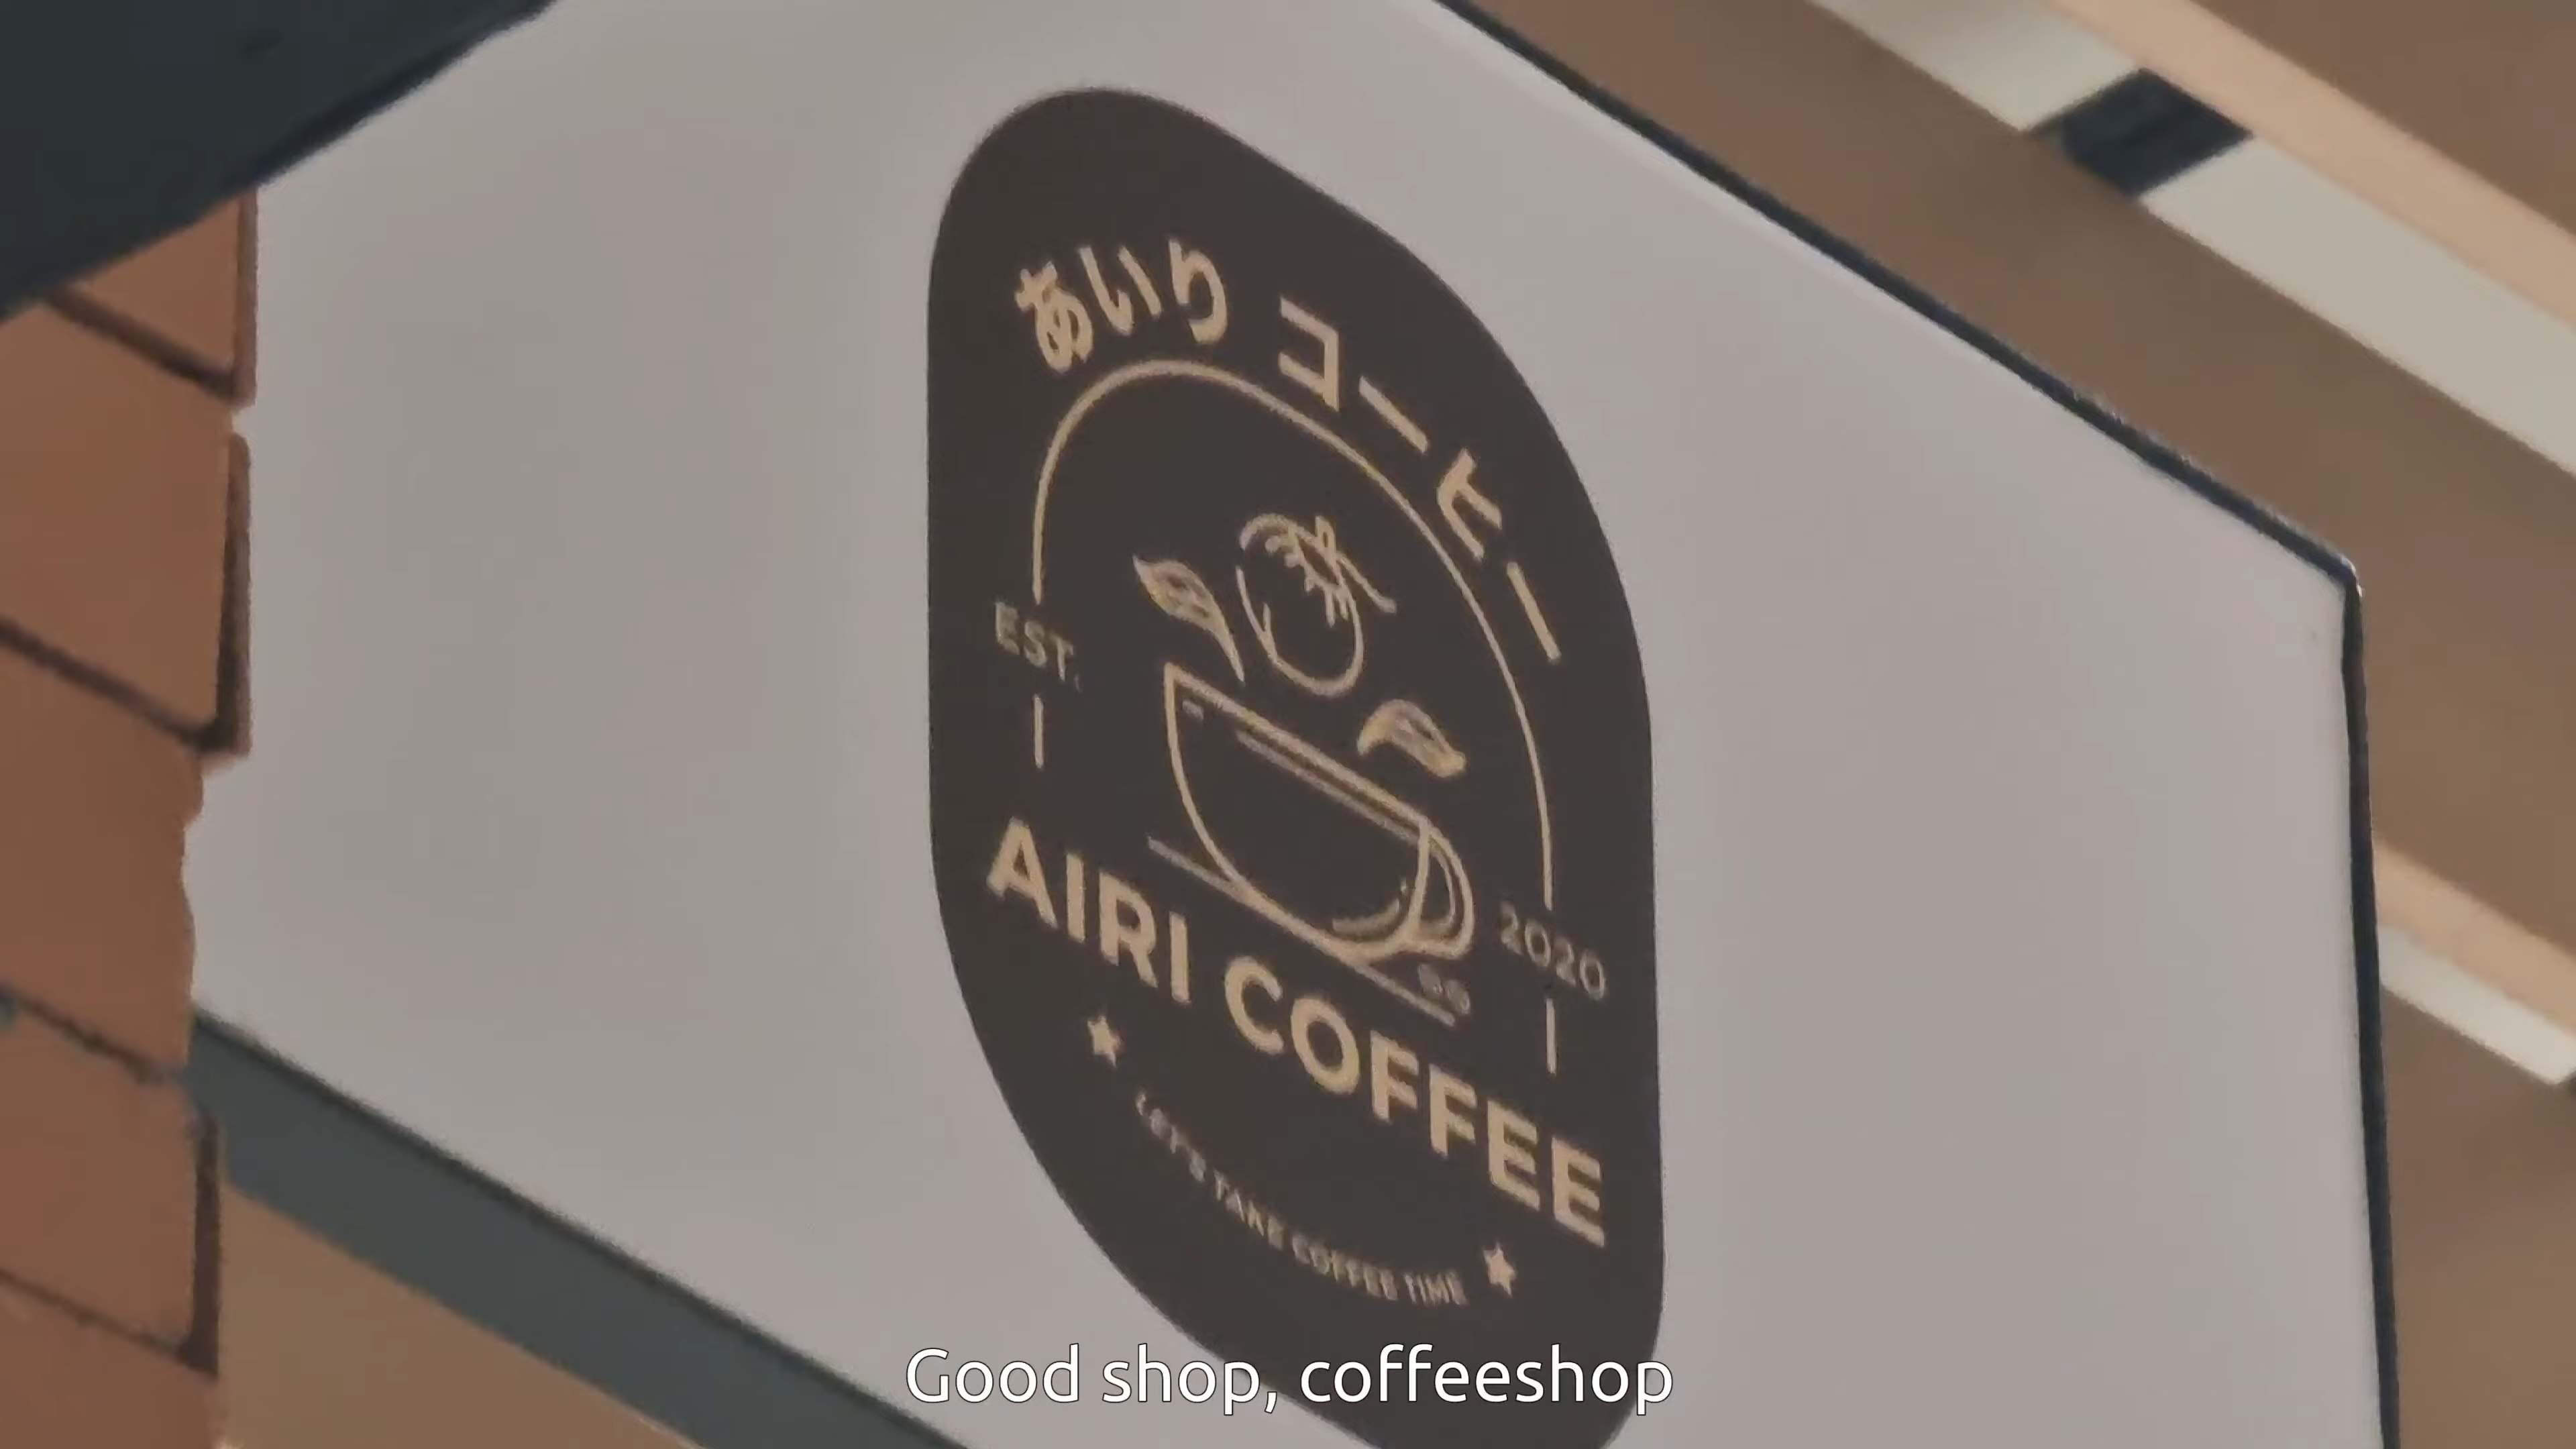 あいり コーヒー
EST.
2020
AIRI COFFEE
LET'S TAKE COFFEE TIME
Good shop, coffeeshop